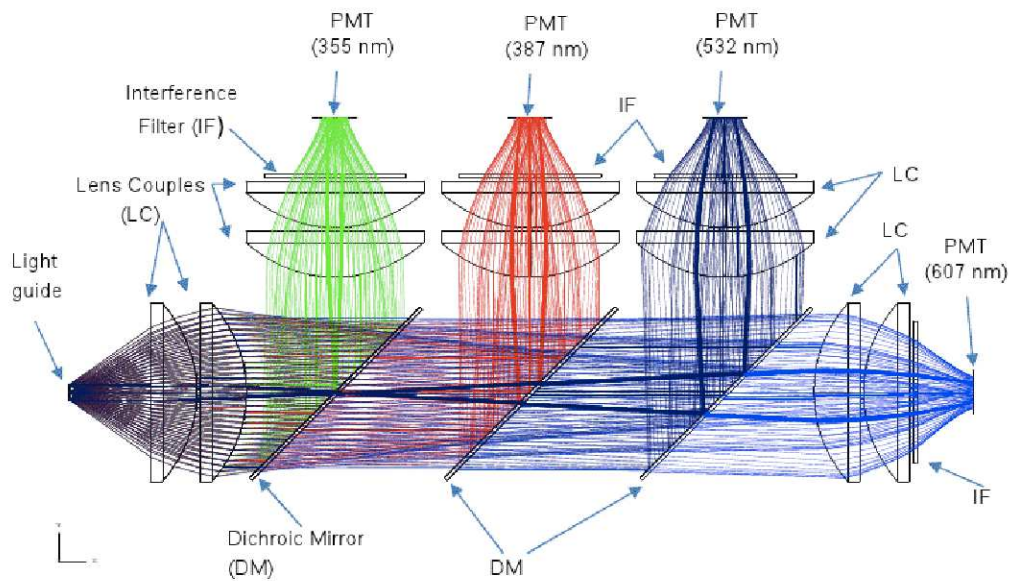 PMT
(355 nm)
PMT
(387 nm)
PMT
(532 nm)
Interference
Filter (IF)
IF
Lens Couples
(LC)
LC
LC
PMT
(607 nm)
Light
guide
IF
Dichroic Mirror
(DM)
DM
Y
X